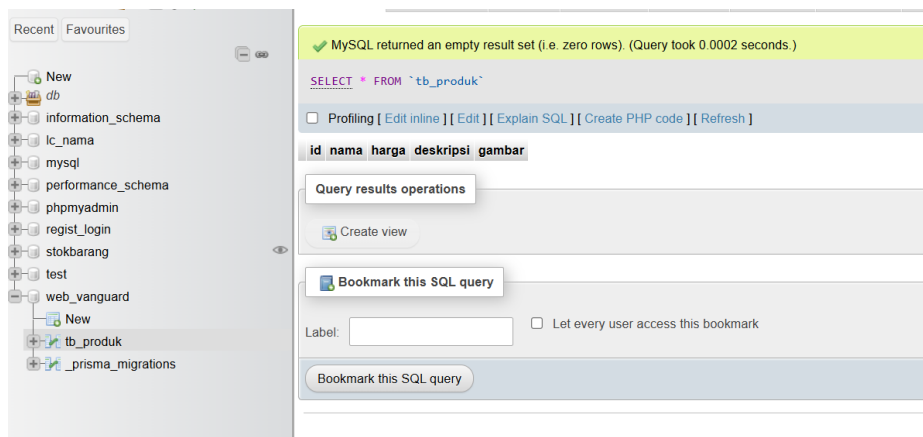 Recent Favourites
New
db
information_schema
lc_nama
mysql
performance_schema
phpmyadmin
regist_login
stokbarang
test
web_vanguard
New
tb_produk
_prisma_migrations
MySQL returned an empty result set (i.e. zero rows). (Query took 0.0002 seconds.)
SELECT * FROM `tb_produk`
Profiling [ Edit inline ] [ Edit ] [ Explain SQL ] [ Create PHP code ] [ Refresh ]
id nama harga deskripsi gambar
Query results operations
Create view
Bookmark this SQL query
Label: Let every user access this bookmark
Bookmark this SQL query